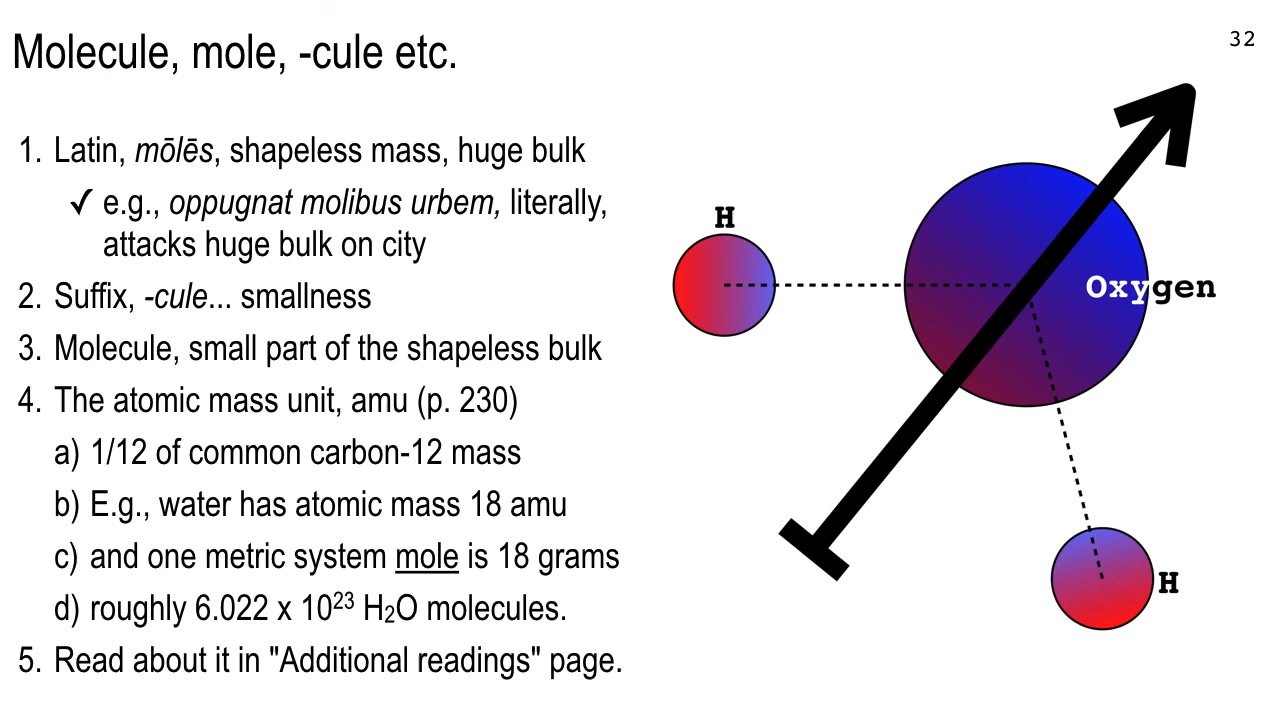 Molecule, mole, -cule etc.
32
1. Latin, mōlēs, shapeless mass, huge bulk
✓ e.g., oppugnat molibus urbem, literally,
attacks huge bulk on city
2. Suffix, -cule... smallness
3. Molecule, small part of the shapeless bulk
4. The atomic mass unit, amu (p. 230)
a) 1/12 of common carbon-12 mass
b) E.g., water has atomic mass 18 amu
c) and one metric system mole is 18 grams
d) roughly 6.022 x 10²³ H₂O molecules.
5. Read about it in "Additional readings" page.
H
Oxygen
H